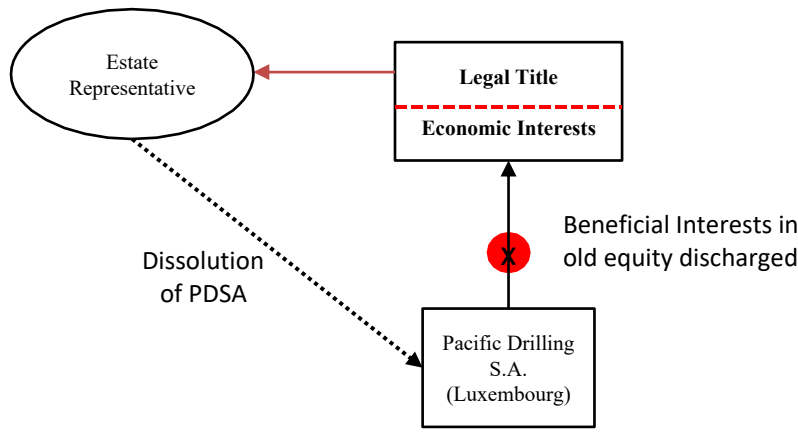 Estate
Representative
Legal Title
Economic Interests
Beneficial Interests in
old equity discharged
X
Dissolution
of PDSA
Pacific Drilling
S.A.
(Luxembourg)